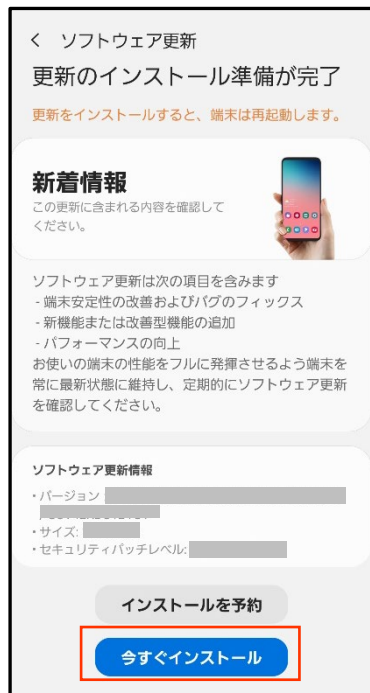 < ソフトウェア更新
更新のインストール準備が完了
更新をインストールすると、端末は再起動します。
新着情報
この更新に含まれる内容を確認して
ください。
ソフトウェア更新は次の項目を含みます
- 端末安定性の改善およびバグのフィックス
- 新機能または改善型機能の追加
- パフォーマンスの向上
お使いの端末の性能をフルに発揮させるよう端末を
常に最新状態に維持し、定期的にソフトウェア更新
を確認してください。
ソフトウェア更新情報
・バージョン
・サイズ:
・セキュリティパッチレベル:
インストールを予約
今すぐインストール